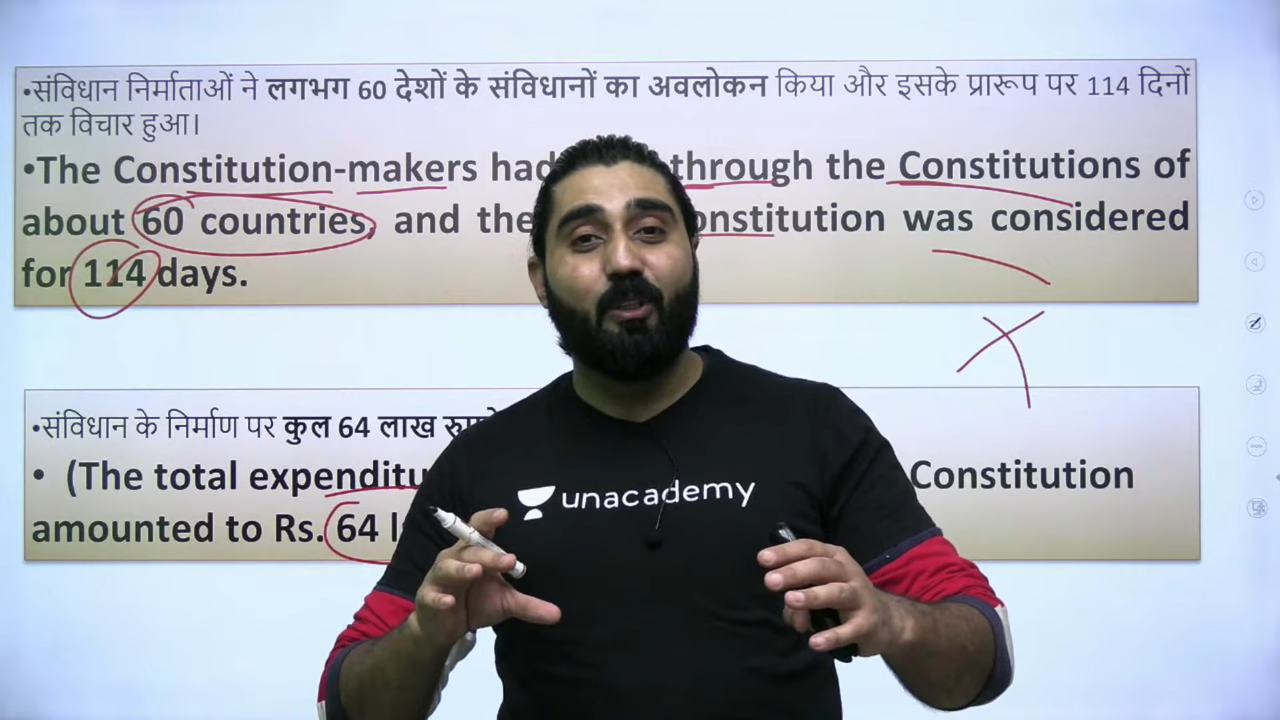 •संविधान निर्माताओं ने लगभग 60 देशों के संविधानों का अवलोकन किया और इसके प्रारूप पर 114 दिनों
तक विचार हुआ।
•The Constitution-makers had through the Constitutions of
about 60 countries, and the onstitution was considered
for 114 days.
•संविधान के निर्माण पर कुल 64 लाख
• (The total expenditu Constitution
amounted to Rs. 64
unacademy